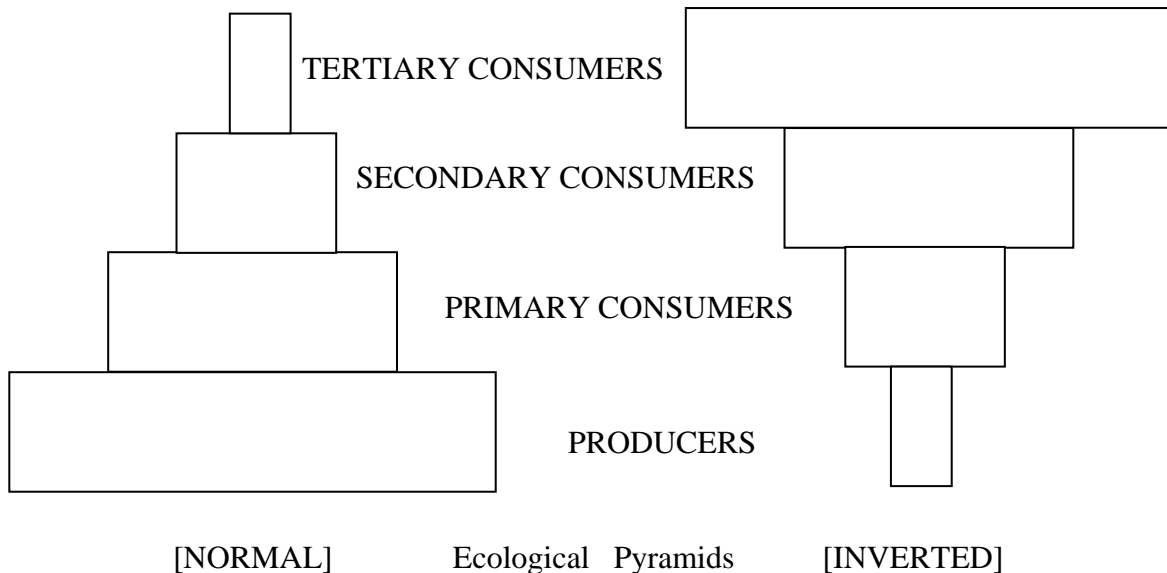 TERTIARY CONSUMERS
SECONDARY CONSUMERS
PRIMARY CONSUMERS
PRODUCERS
[NORMAL] Ecological Pyramids [INVERTED]